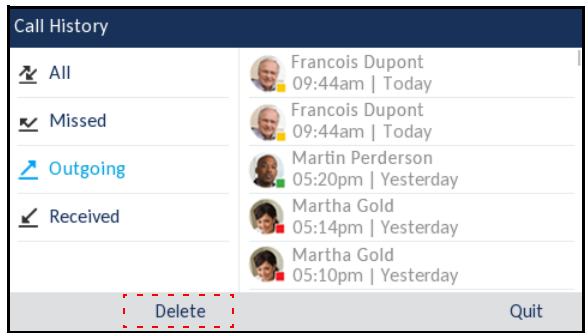 Call History
All
Missed
Outgoing
Received
Francois Dupont
09:44am | Today
Francois Dupont
09:44am | Today
Martin Perderson
05:20pm | Yesterday
Martha Gold
05:14pm | Yesterday
Martha Gold
05:10pm | Yesterday
Delete
Quit